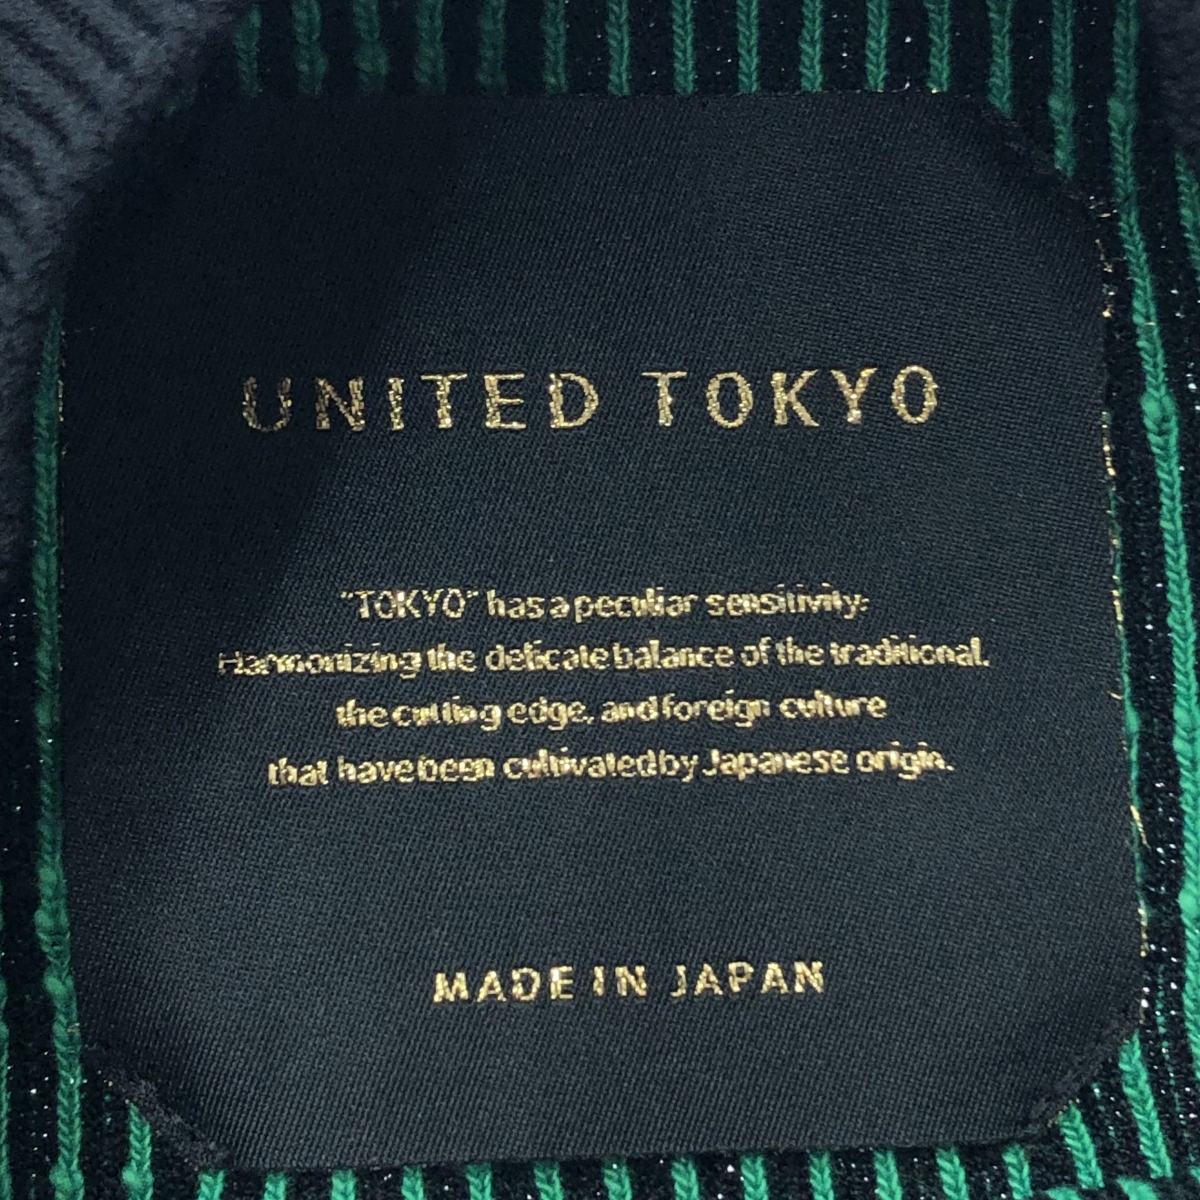 UNITED TOKYO
"TOKYO" has a peculiar sensitivity:
Harmonizing the delicate balance of the traditional,
the cutting edge, and foreign culture
that have been cultivated by Japanese origin.
MADE IN JAPAN